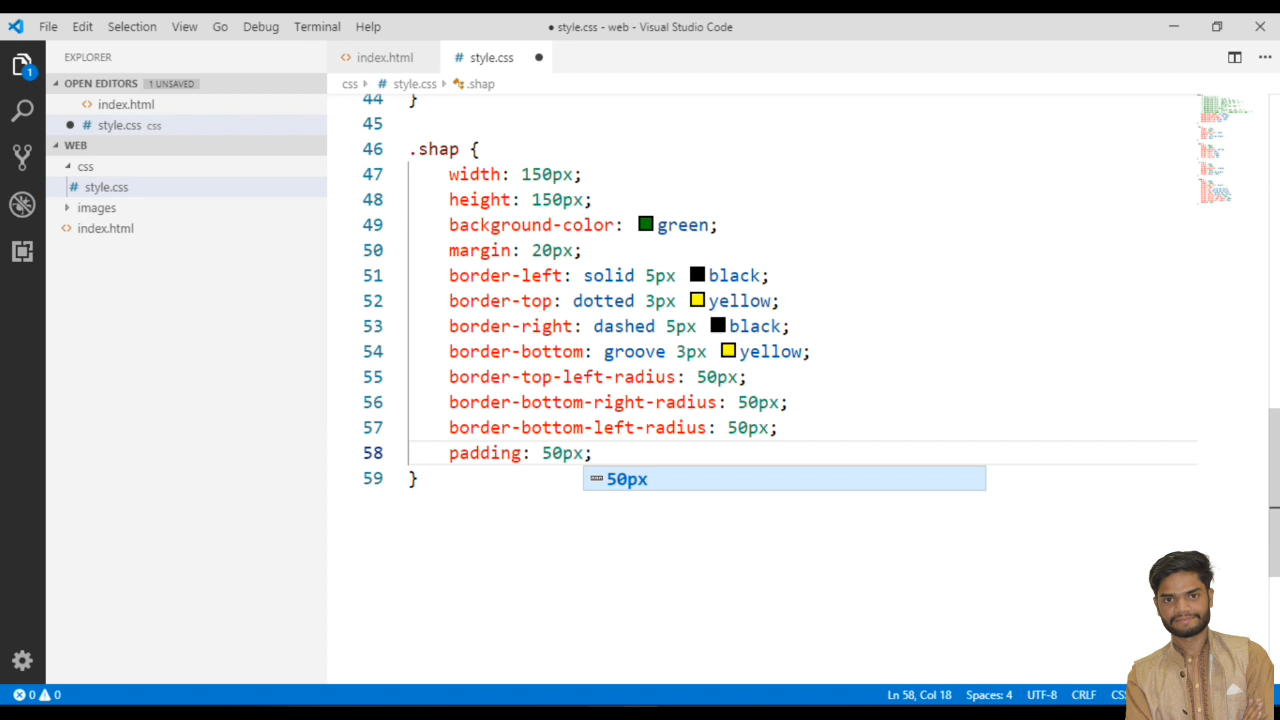 File Edit Selection View Go Debug Terminal Help
● style.css - web - Visual Studio Code
EXPLORER
OPEN EDITORS 1 UNSAVED
index.html
style.css css
WEB
css
style.css
images
index.html
1
index.html
# style.css
css # style.css .shap
44 }
45
46 .shap {
47 width: 150px;
48 height: 150px;
49 background-color: green;
50 margin: 20px;
51 border-left: solid 5px black;
52 border-top: dotted 3px yellow;
53 border-right: dashed 5px black;
54 border-bottom: groove 3px yellow;
55 border-top-left-radius: 50px;
56 border-bottom-right-radius: 50px;
57 border-bottom-left-radius: 50px;
58 padding: 50px;
59 }
50px
0 0
Ln 58, Col 18 Spaces: 4 UTF-8 CRLF